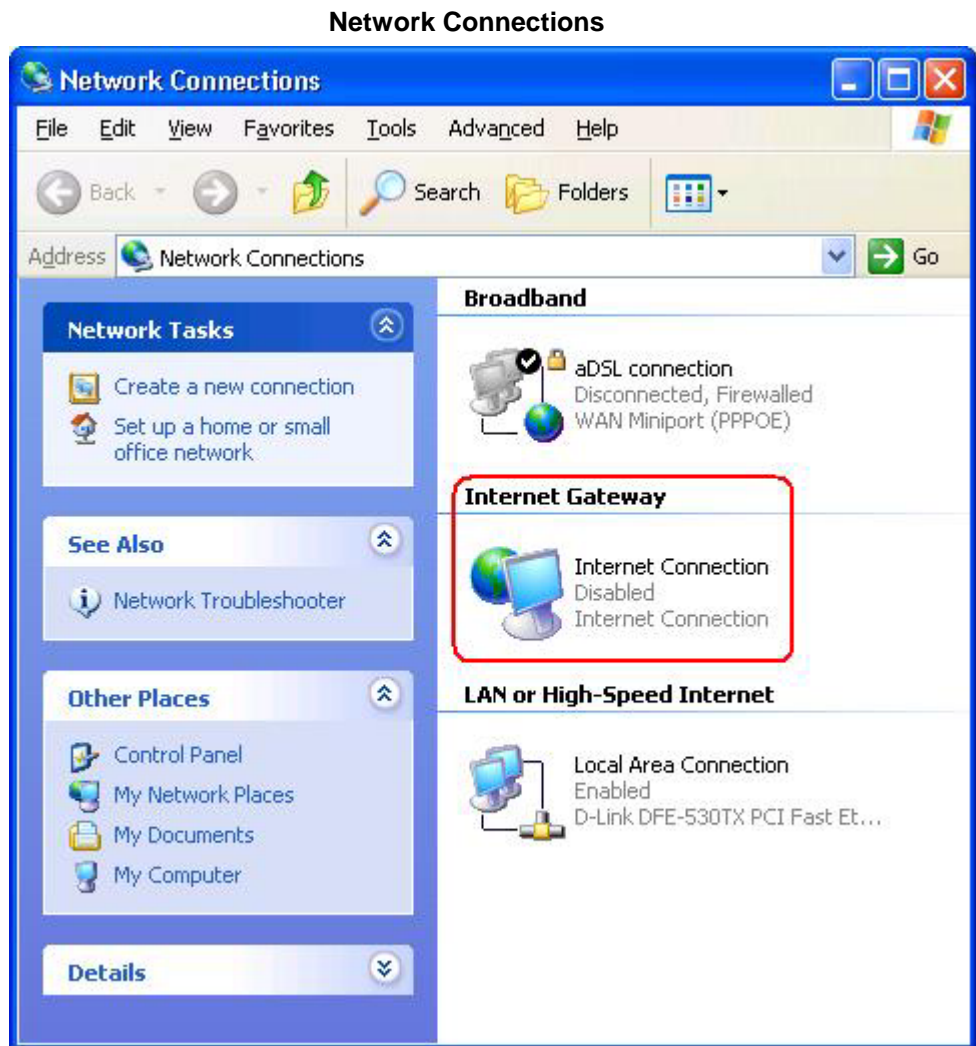 Network Connections
Network Connections
File Edit View Favorites Tools Advanced Help
Back Search Folders
Address Network Connections Go
Network Tasks
Create a new connection
Set up a home or small
office network
See Also
Network Troubleshooter
Other Places
Control Panel
My Network Places
My Documents
My Computer
Details
Broadband
aDSL connection
Disconnected, Firewalled
WAN Miniport (PPPOE)
Internet Gateway
Internet Connection
Disabled
Internet Connection
LAN or High-Speed Internet
Local Area Connection
Enabled
D-Link DFE-530TX PCI Fast Et...